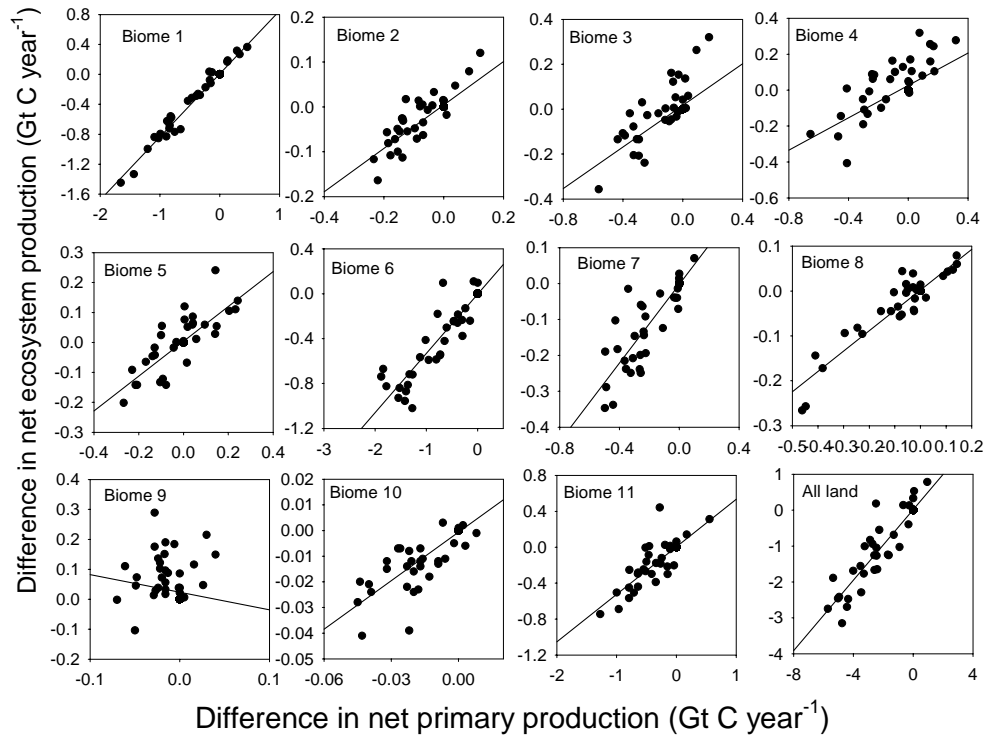 Difference in net ecosystem production (Gt C year-1)
Biome 1
0.8
0.4
0.0
-0.4
-0.8
-1.2
-1.6
-2 -1 0 1
Biome 2
0.2
0.1
0.0
-0.1
-0.2
-0.4 -0.2 0.0 0.2
Biome 3
0.4
0.2
0.0
-0.2
-0.4
-0.8 -0.4 0.0 0.4
Biome 4
0.4
0.2
0.0
-0.2
-0.4
-0.6
-0.8 -0.4 0.0 0.4
Biome 5
0.3
0.2
0.1
0.0
-0.1
-0.2
-0.3
-0.4 -0.2 0.0 0.2 0.4
Biome 6
0.4
0.0
-0.4
-0.8
-1.2
-3 -2 -1 0
Biome 7
0.1
0.0
-0.1
-0.2
-0.3
-0.4
-0.8 -0.4 0.0 0.4
Biome 8
0.1
0.0
-0.1
-0.2
-0.3
-0.5 -0.4 -0.3 -0.2 -0.1 0.0 0.1 0.2
Biome 9
0.4
0.3
0.2
0.1
0.0
-0.1
-0.2
-0.1 0.0 0.1
Biome 10
0.02
0.01
0.00
-0.01
-0.02
-0.03
-0.04
-0.05
-0.06 -0.03 0.00
Biome 11
0.8
0.4
0.0
-0.4
-0.8
-1.2
-2 -1 0 1
All land
1
0
-1
-2
-3
-4
-8 -4 0 4
Difference in net primary production (Gt C year-1)